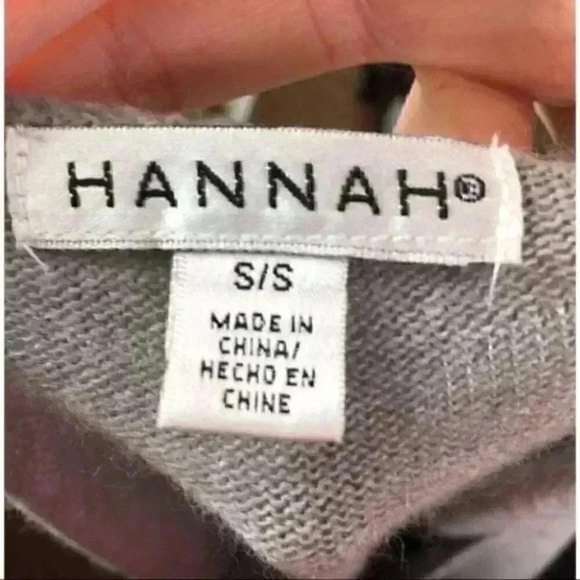 HANNAH®
S/S
MADE IN
CHINA/
HECHO EN
CHINE